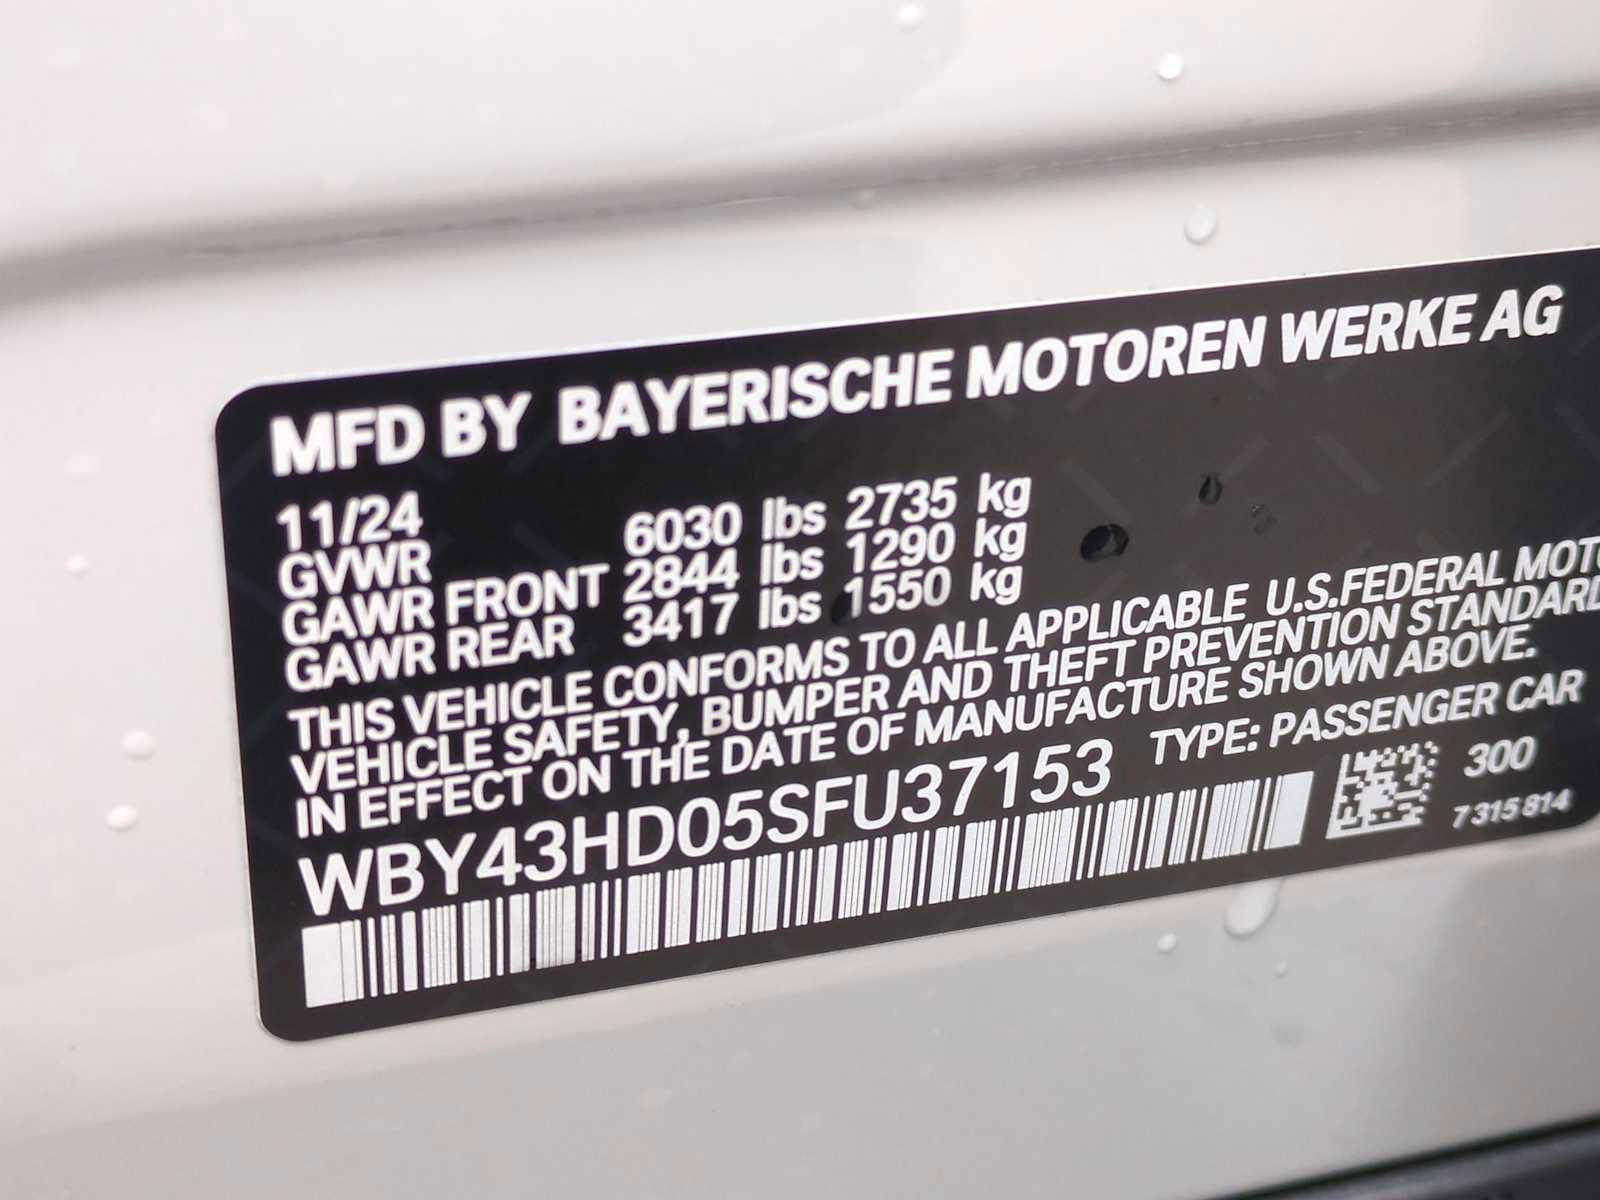 MFD BY BAYERISCHE MOTOREN WERKE AG
11/24
GVWR 6030 lbs 2735 kg
GAWR FRONT 2844 lbs 1290 kg
GAWR REAR 3417 lbs 1550 kg
THIS VEHICLE CONFORMS TO ALL APPLICABLE U.S.FEDERAL MOTO
VEHICLE SAFETY, BUMPER AND THEFT PREVENTION STANDARD
IN EFFECT ON THE DATE OF MANUFACTURE SHOWN ABOVE.
WBY43HD05SFU37153 TYPE: PASSENGER CAR
300
7 315 814